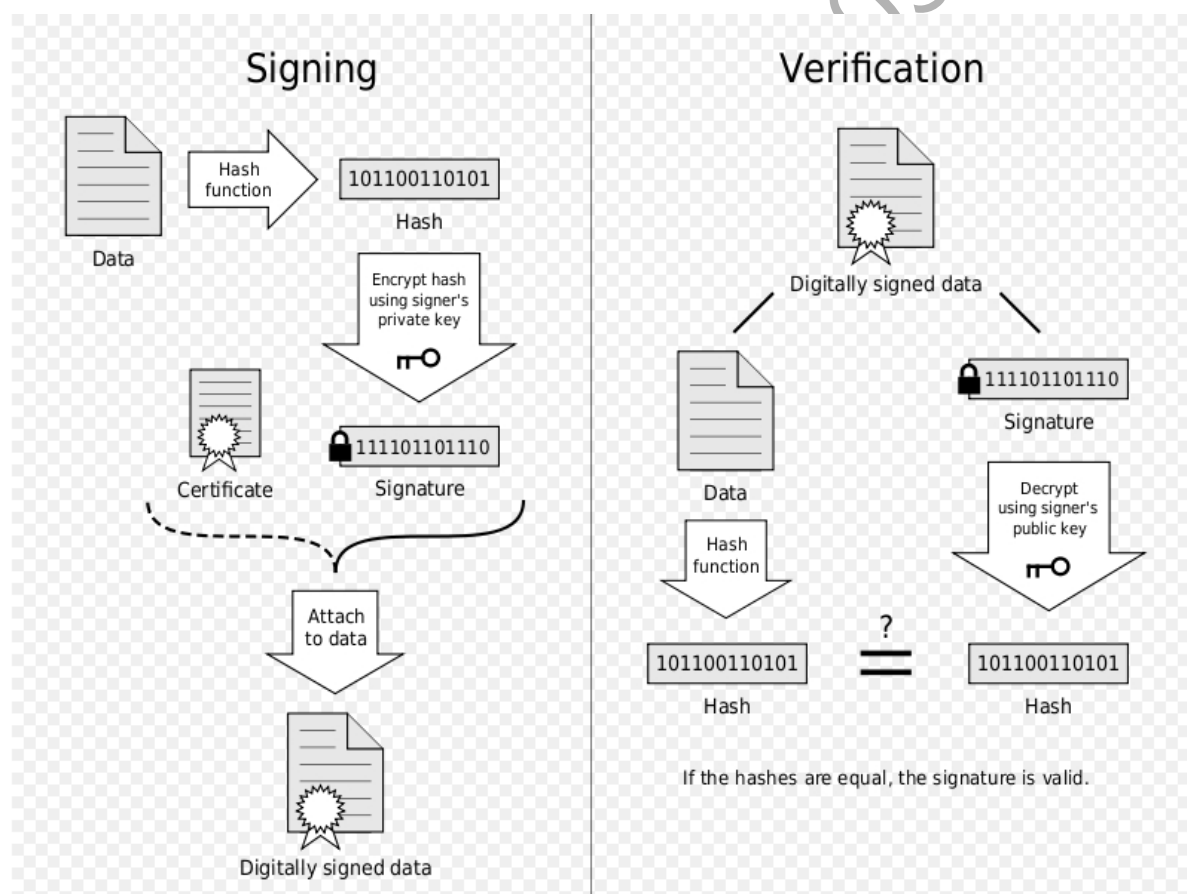 Signing
Hash
function
101100110101
Hash
Data
Encrypt hash
using signer's
private key
111101101110
Certificate
Signature
Attach
to data
Digitally signed data
Verification
Digitally signed data
111101101110
Signature
Data
Decrypt
using signer's
public key
Hash
function
?
101100110101
101100110101
Hash
Hash
If the hashes are equal, the signature is valid.